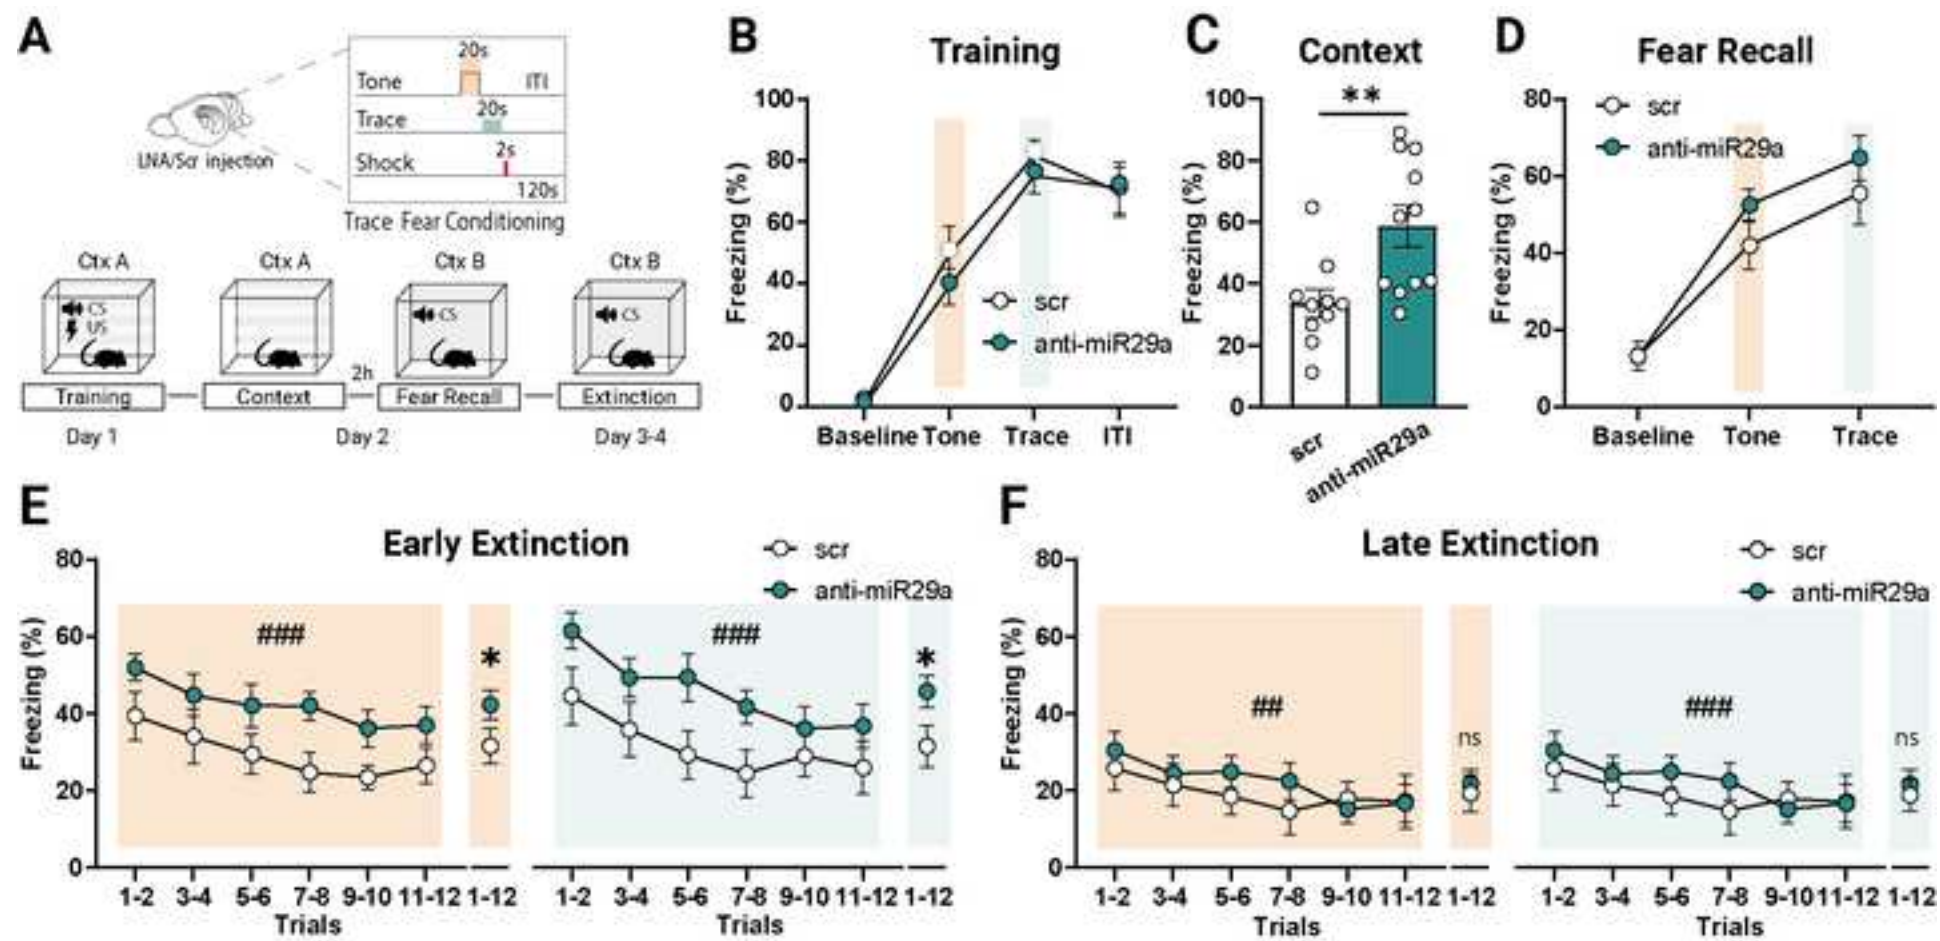 A
20s
Tone
ITI
20s
Trace
2s
Shock
120s
LNA/Scr injection
Trace Fear Conditioning
Ctx A
Ctx A
Ctx B
Ctx B
CS
US
CS
CS
2h
Training
Context
Fear Recall
Extinction
Day 1
Day 2
Day 3-4
B
Training
Freezing (%)
100
80
60
40
20
0
scr
anti-miR29a
Baseline
Tone
Trace
ITI
C
Context
**
Freezing (%)
100
80
60
40
20
0
scr
anti-miR29a
D
Fear Recall
Freezing (%)
80
60
40
20
0
scr
anti-miR29a
Baseline
Tone
Trace
E
Early Extinction
scr
anti-miR29a
Freezing (%)
80
60
40
20
0
###
*
###
*
1-2 3-4 5-6 7-8 9-10 11-12 1-12
Trials
1-2 3-4 5-6 7-8 9-10 11-12 1-12
Trials
F
Late Extinction
scr
anti-miR29a
Freezing (%)
80
60
40
20
0
##
ns
###
ns
1-2 3-4 5-6 7-8 9-10 11-12 1-12
Trials
1-2 3-4 5-6 7-8 9-10 11-12 1-12
Trials